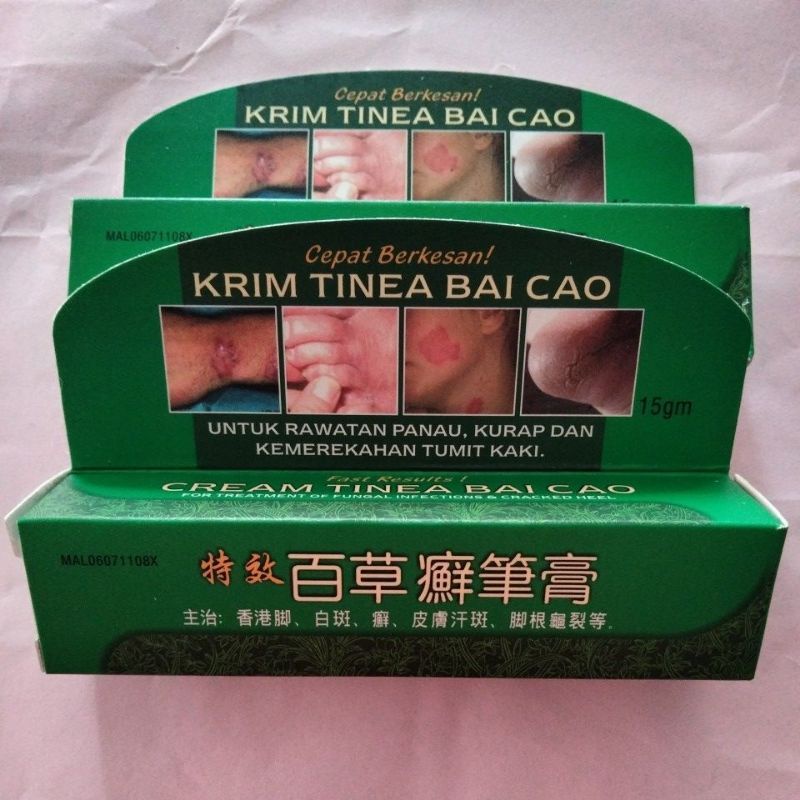 Cepat Berkesan!
KRIM TINEA BAI CAO
MAL06071108X
Cepat Berkesan!
KRIM TINEA BAI CAO
15gm
UNTUK RAWATAN PANAU, KURAP DAN
KEMEREKAHAN TUMIT KAKI.
Fast Results!
CREAM TINEA BAI CAO
FOR TREATMENT OF FUNGAL INFECTIONS & CRACKED HEEL
MAL06071108X
特效 百草癬筆膏
主治: 香港脚、白斑、癬、皮膚汗斑、脚根龜裂等。